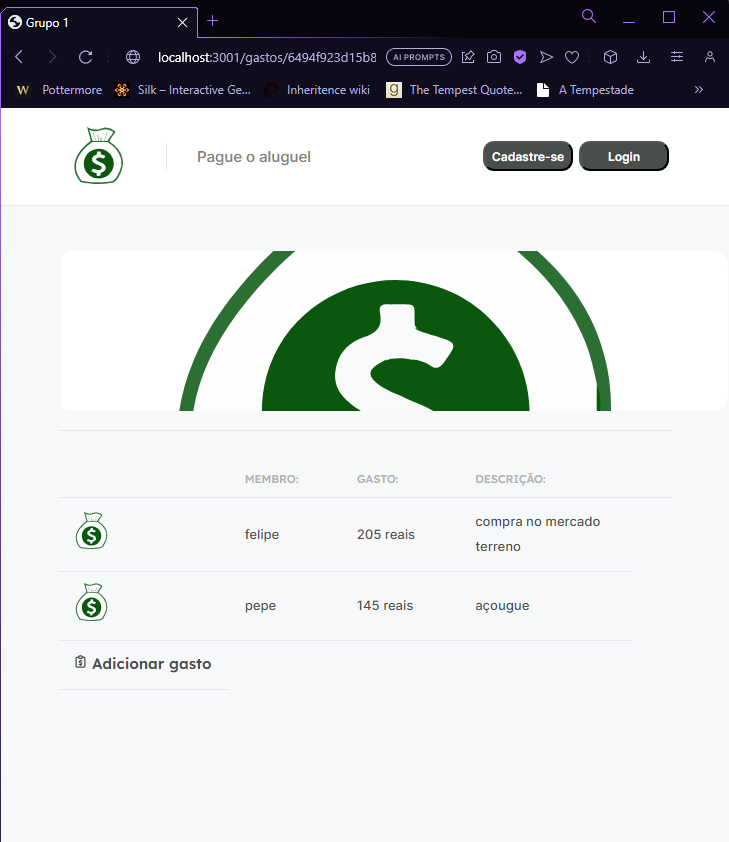 Grupo 1
localhost:3001/gastos/6494f923d15b8
AI PROMPTS
W Pottermore
Silk – Interactive Ge...
Inheritence wiki
g The Tempest Quote...
A Tempestade
»
$
Pague o aluguel
Cadastre-se
Login
$
MEMBRO: GASTO: DESCRIÇÃO:
$ felipe 205 reais compra no mercado
terreno
$ pepe 145 reais açougue
Adicionar gasto